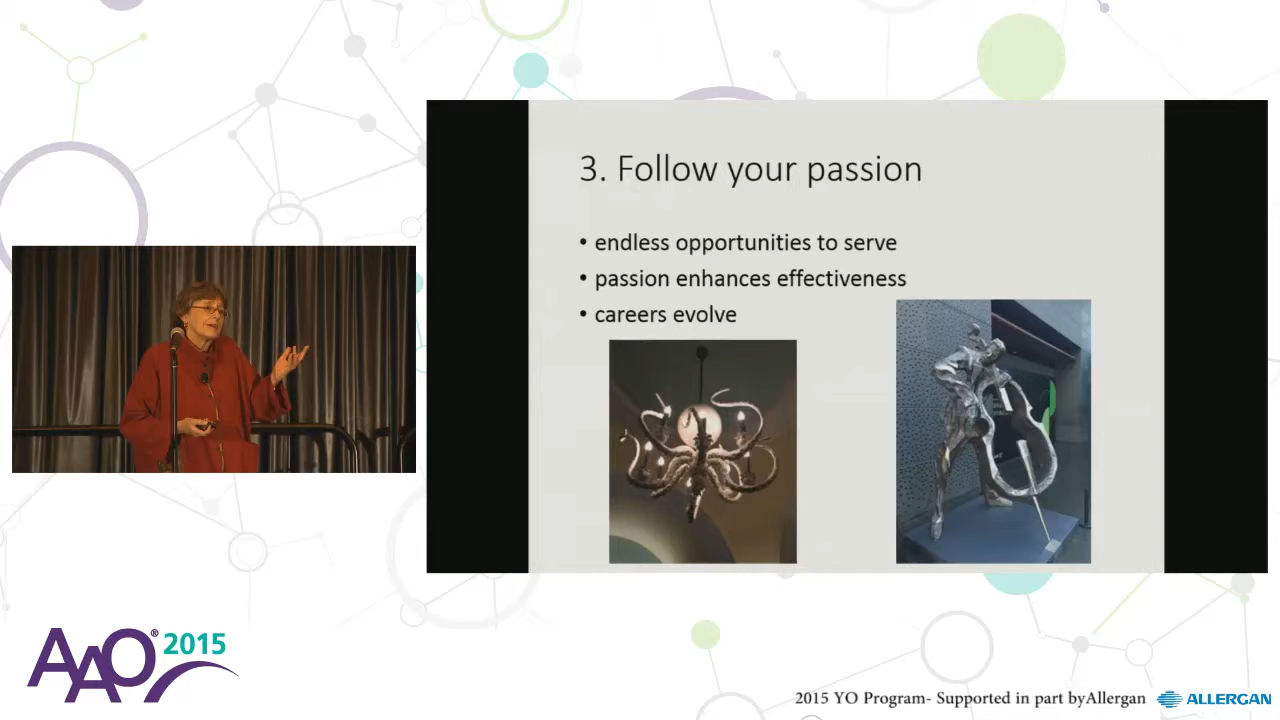 3. Follow your passion
• endless opportunities to serve
• passion enhances effectiveness
• careers evolve
AAO® 2015
2015 YO Program- Supported in part byAllergan
ALLERGAN